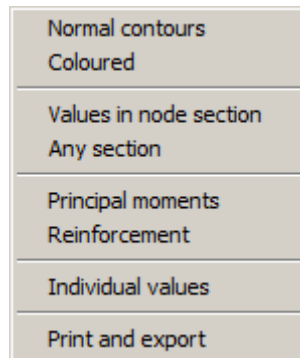 Normal contours
Coloured
Values in node section
Any section
Principal moments
Reinforcement
Individual values
Print and export